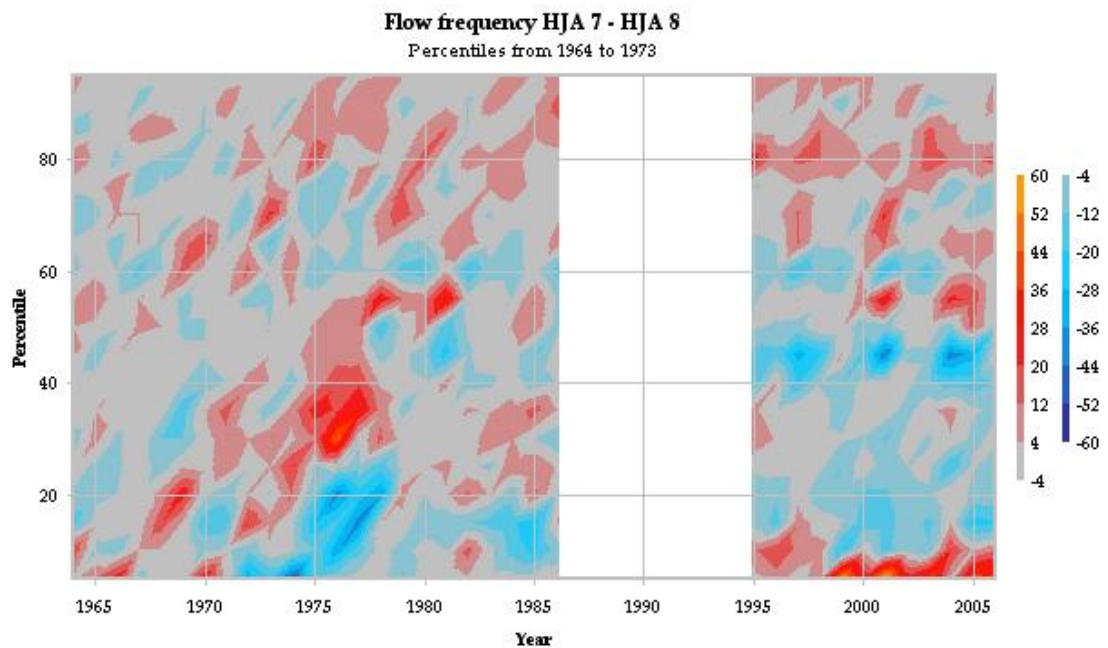 Flow frequency HJA 7 - HJA 8
Percentiles from 1964 to 1973
Percentile
80
60
40
20
1965 1970 1975 1980 1985 1990 1995 2000 2005
Year
60 -4
52 -12
44 -20
36 -28
28 -36
20 -44
12 -52
4 -60
-4